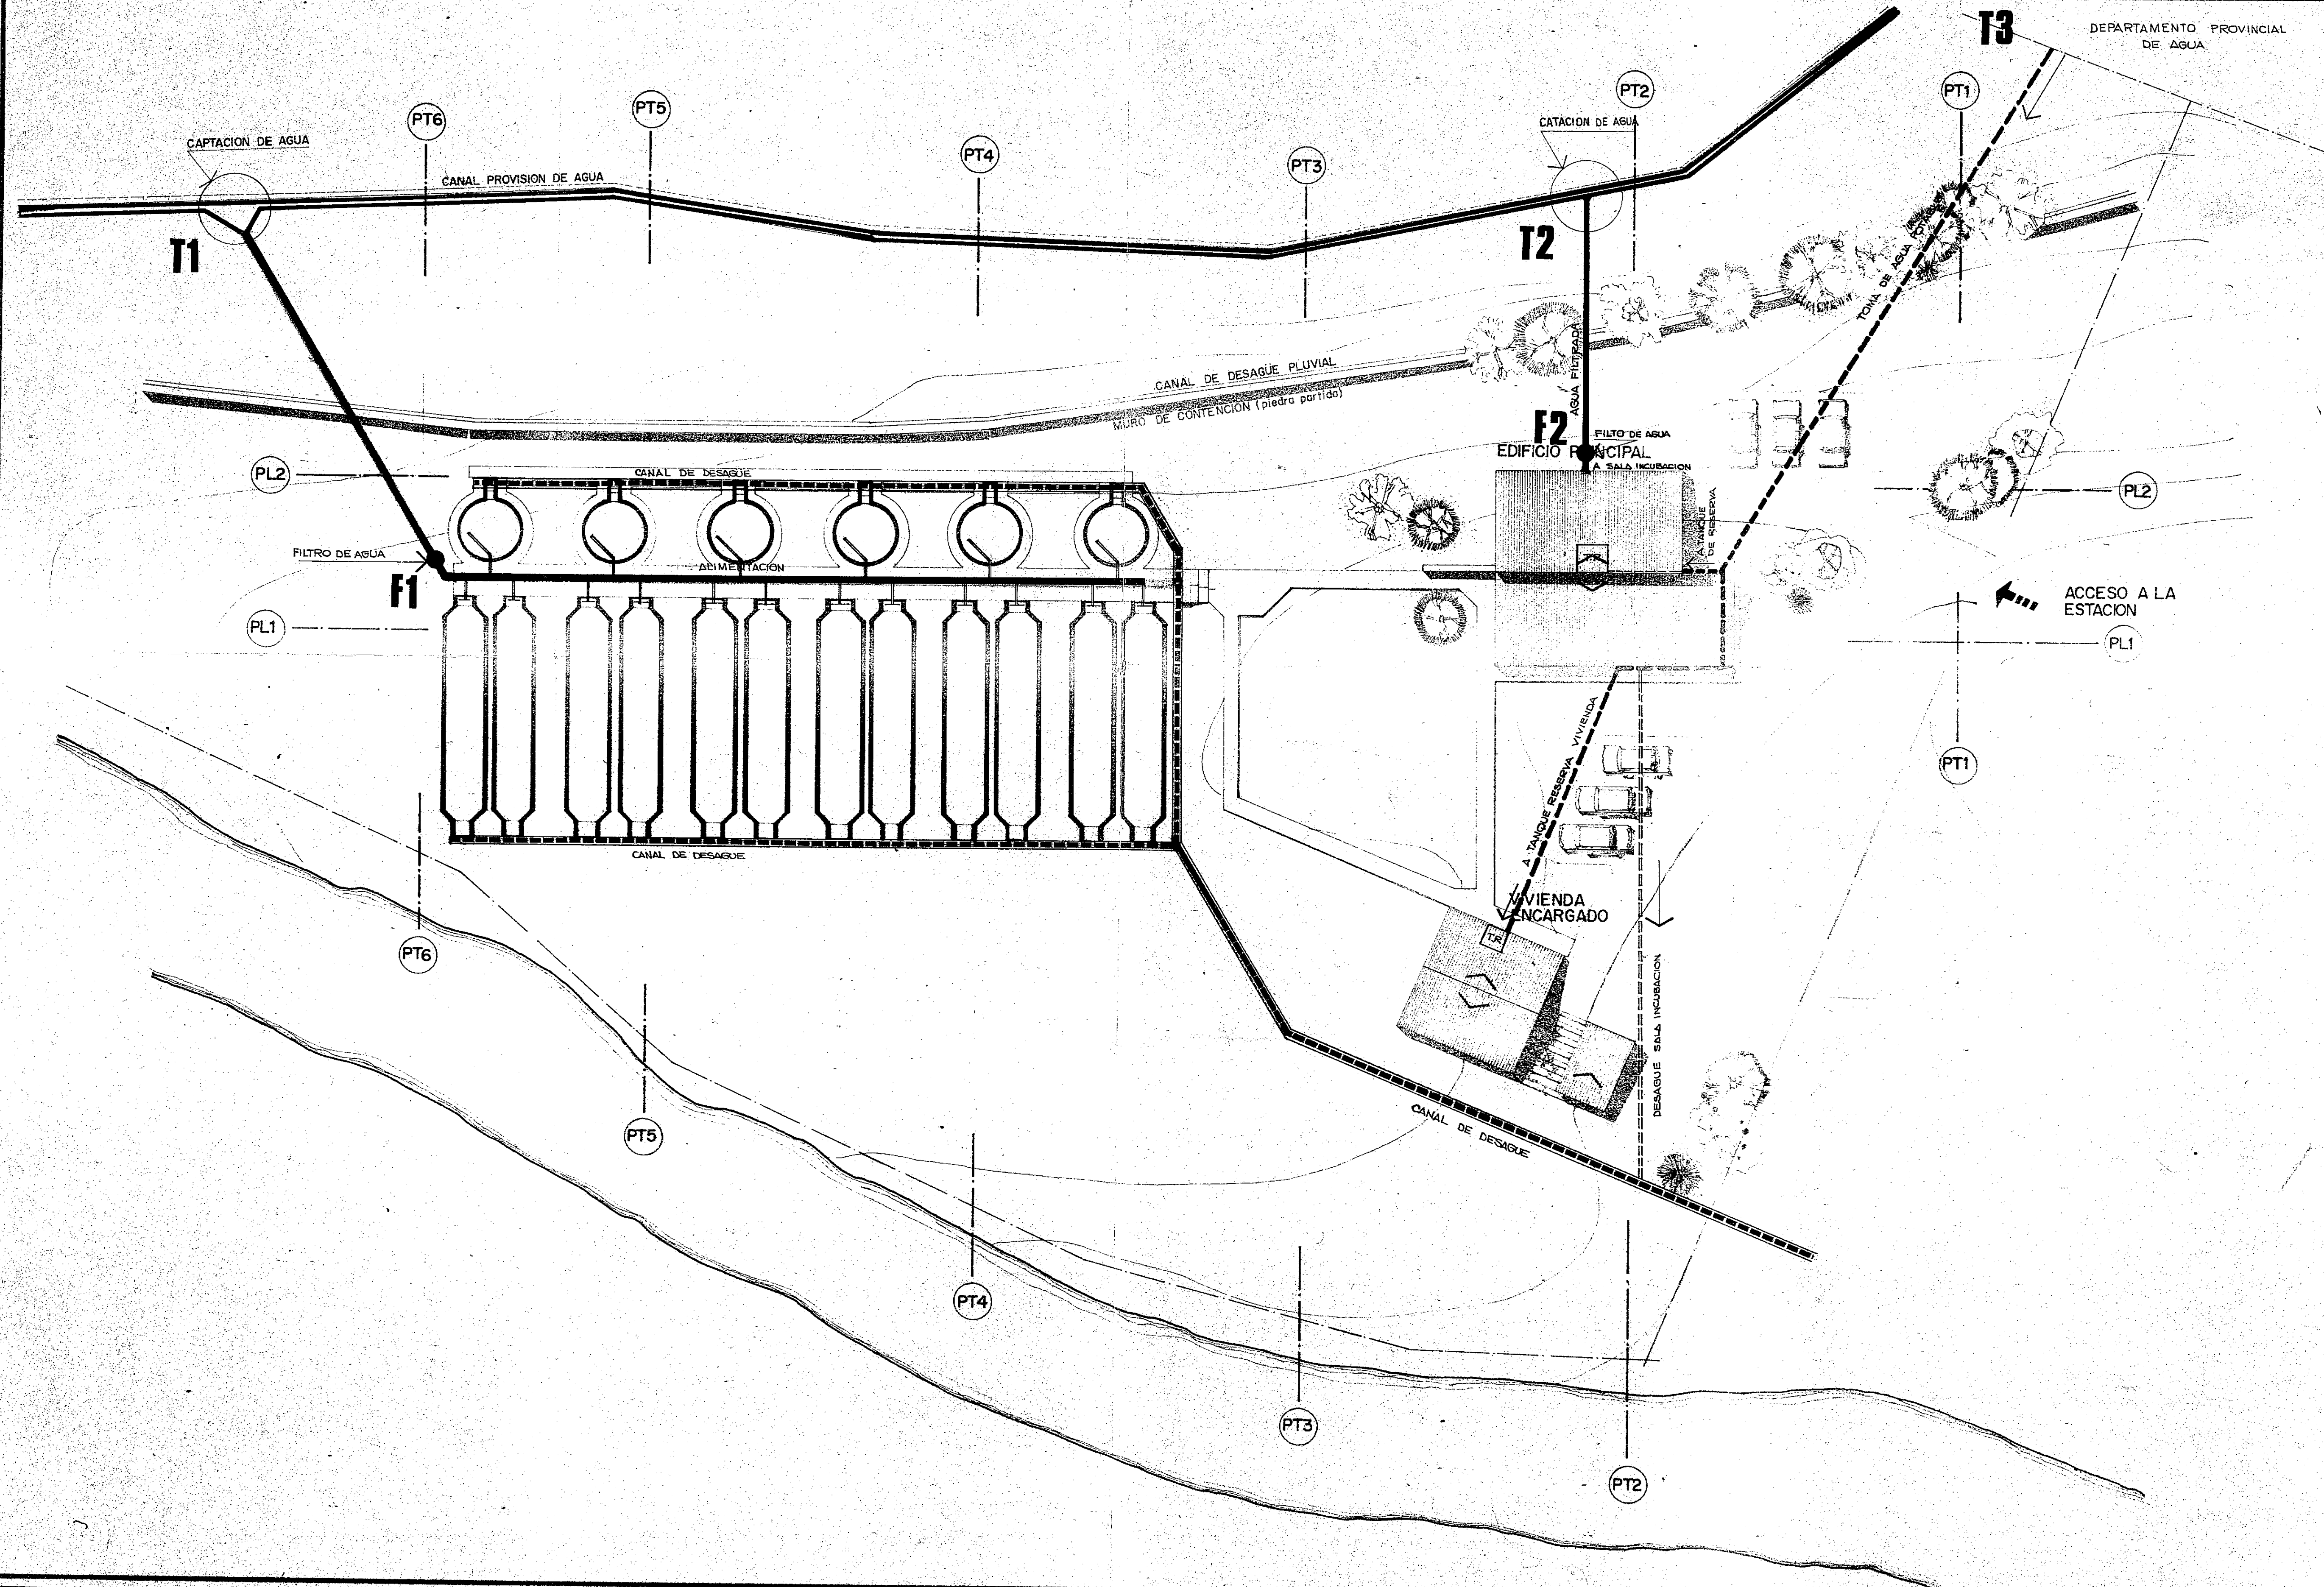 T3
DEPARTAMENTO PROVINCIAL
DE AGUA
PT6
PT5
PT4
PT3
PT2
PT1
CAPTACION DE AGUA
CATACION DE AGUA
CANAL PROVISION DE AGUA
T1
T2
TOMA DE AGUA
CANAL DE DESAGÜE PLUVIAL
MURO DE CONTENCION (piedra partida)
AGUA FILTRADA
F2
FILTO DE AGUA
EDIFICIO PRINCIPAL
A SALA INCUBACION
A TANQUE
DE RESERVA
T.R.
PL2
CANAL DE DESAGUE
PL2
FILTRO DE AGUA
ALIMENTACION
F1
ACCESO A LA
ESTACION
PL1
PL1
PT1
A TANQUE RESERVA VIVIENDA
CANAL DE DESAGUE
VIVIENDA
ENCARGADO
T.R.
DESAGUE SALA INCUBACION
CANAL DE DESAGUE
PT6
PT5
PT4
PT3
PT2